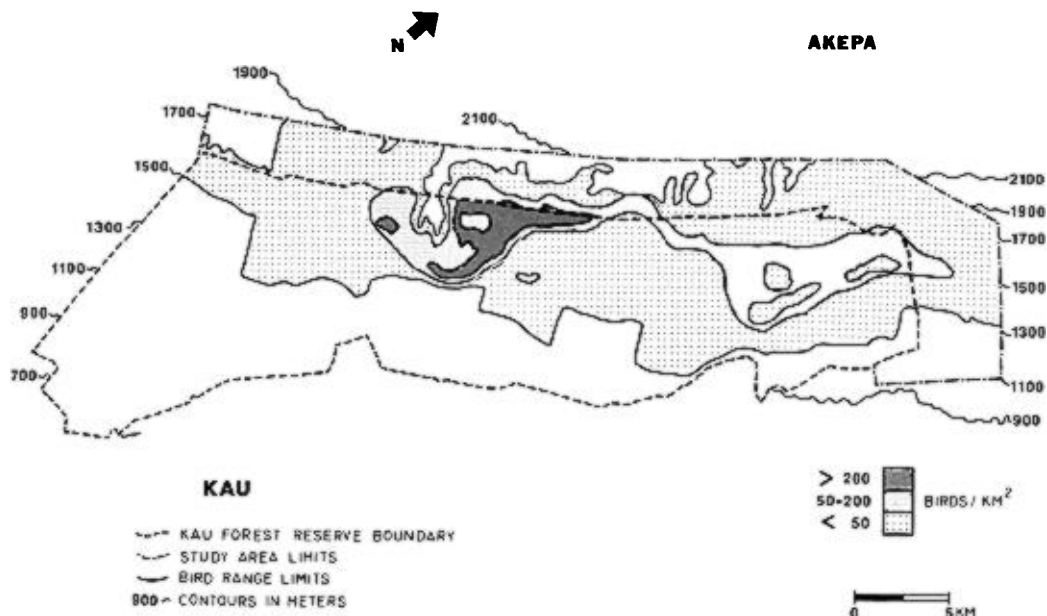 N
AKEPA
1900
1700
2100
1500
2100
1900
1300
1700
1100
1500
900
1300
700
1100
900
KAU
> 200
50-200 BIRDS / KM2
< 50
KAU FOREST RESERVE BOUNDARY
STUDY AREA LIMITS
BIRD RANGE LIMITS
900 CONTOURS IN METERS
0 5KM